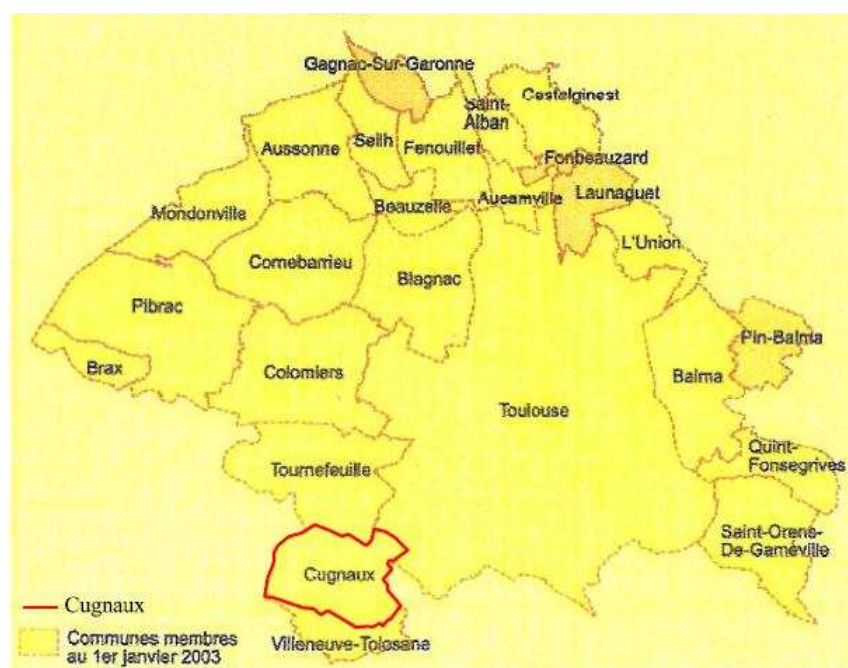 Gagnac-Sur-Garonne
Saint-
Alban
Castelginest
Seilh
Aussonne
Fenouillet
Fonbeauzard
Launaguet
Beauzelle
Aucamville
Mondonville
L'Union
Cornebarrieu
Blagnac
Pibrac
Pin-Balma
Brax
Colomiers
Balma
Toulouse
Quint-
Fonsegrives
Tournefeuille
Saint-Orens-
De-Gaméville
Cugnaux
Cugnaux
Villeneuve-Tolosane
Communes membres
au 1er janvier 2003